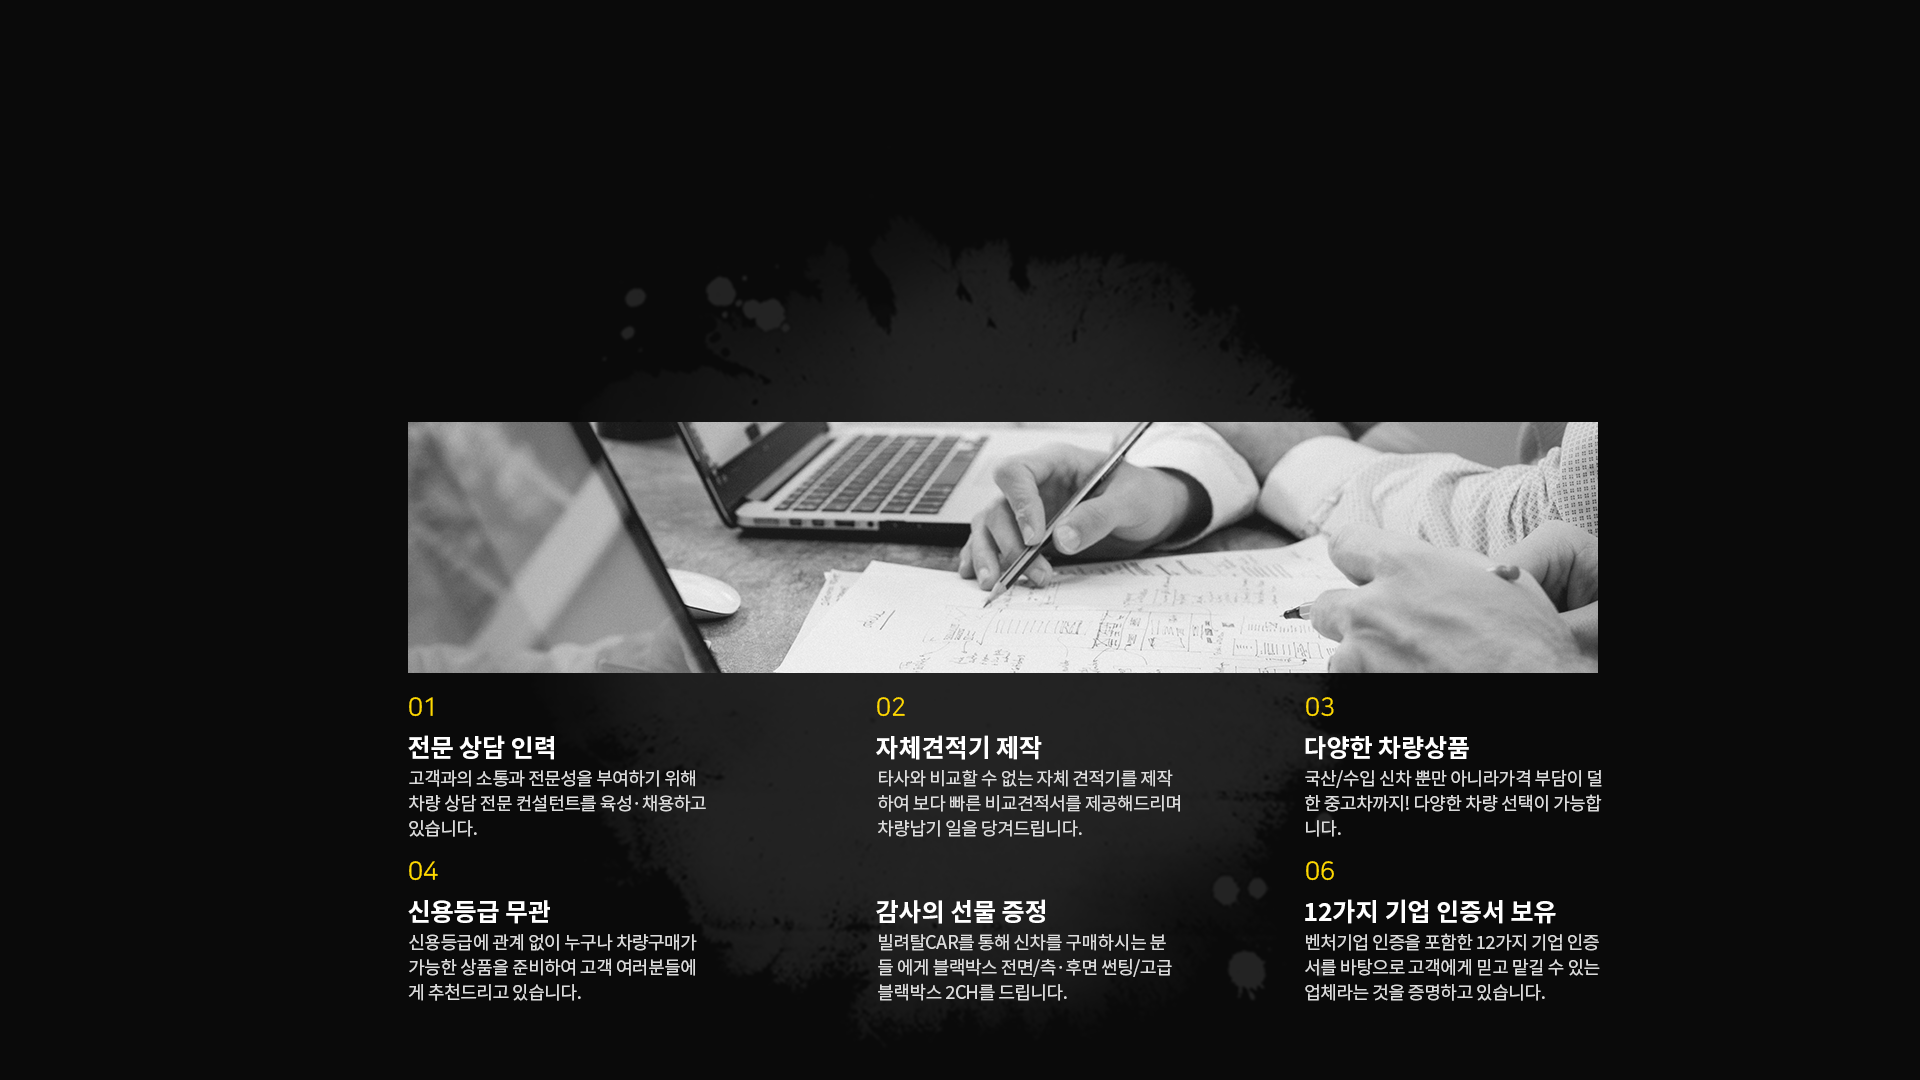 01
전문 상담 인력
고객과의 소통과 전문성을 부여하기 위해
차량 상담 전문 컨설턴트를 육성·채용하고
있습니다.
02
자체견적기 제작
타사와 비교할 수 없는 자체 견적기를 제작
하여 보다 빠른 비교견적서를 제공해드리며
차량납기 일을 당겨드립니다.
03
다양한 차량상품
국산/수입 신차 뿐만 아니라가격 부담이 덜
한 중고차까지! 다양한 차량 선택이 가능합
니다.
04
신용등급 무관
신용등급에 관계 없이 누구나 차량구매가
가능한 상품을 준비하여 고객 여러분들에
게 추천드리고 있습니다.
감사의 선물 증정
빌려탈CAR를 통해 신차를 구매하시는 분
들 에게 블랙박스 전면/측·후면 썬팅/고급
블랙박스 2CH를 드립니다.
06
12가지 기업 인증서 보유
벤처기업 인증을 포함한 12가지 기업 인증
서를 바탕으로 고객에게 믿고 맡길 수 있는
업체라는 것을 증명하고 있습니다.